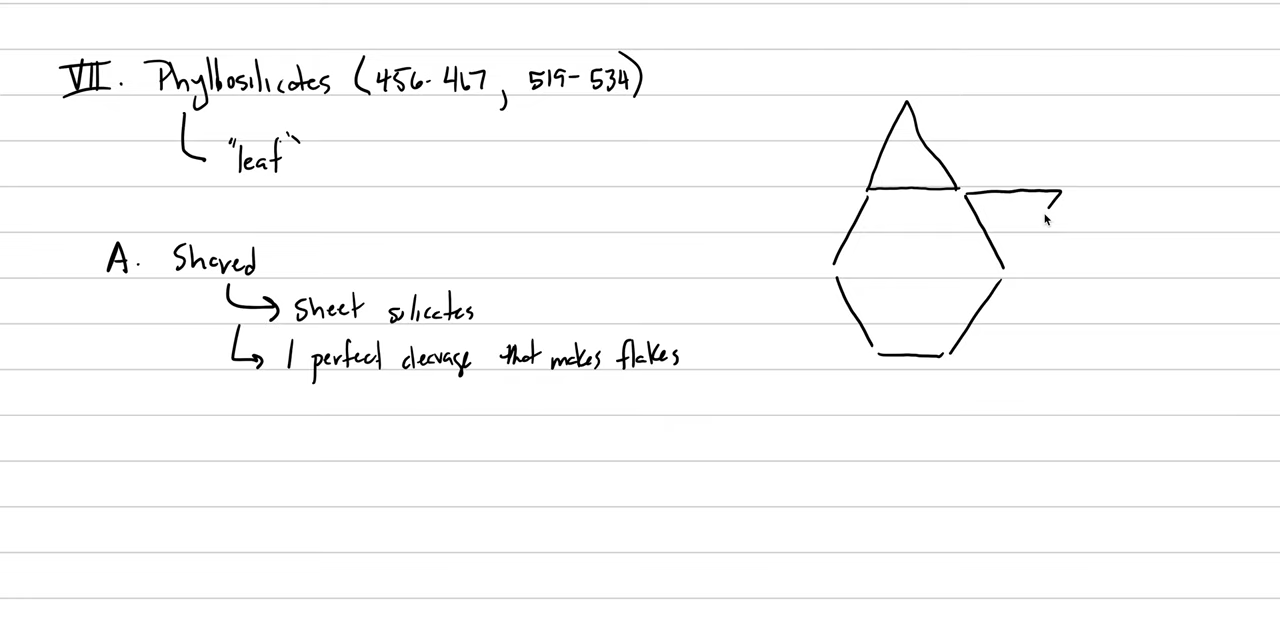 VII. Phyllosilicates (456-467, 519-534)
"leaf"
A. Shared
Sheet silicates
1 perfect cleavage that makes flakes